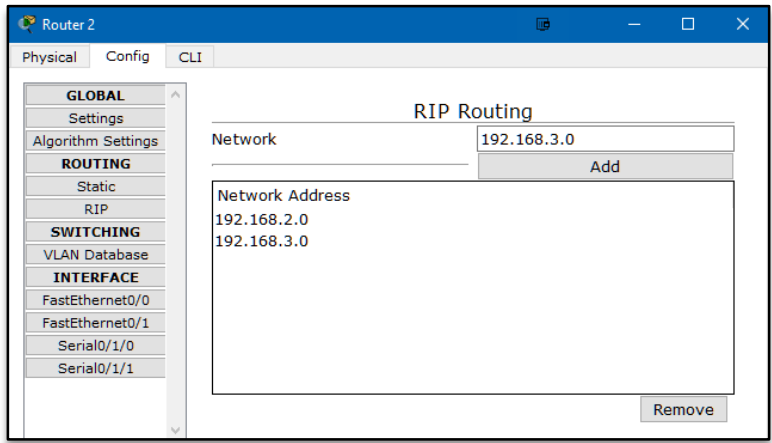 Router 2
Physical
Config
CLI
GLOBAL
Settings
Algorithm Settings
ROUTING
Static
RIP
SWITCHING
VLAN Database
INTERFACE
FastEthernet0/0
FastEthernet0/1
Serial0/1/0
Serial0/1/1
RIP Routing
Network
192.168.3.0
Add
Network Address
192.168.2.0
192.168.3.0
Remove